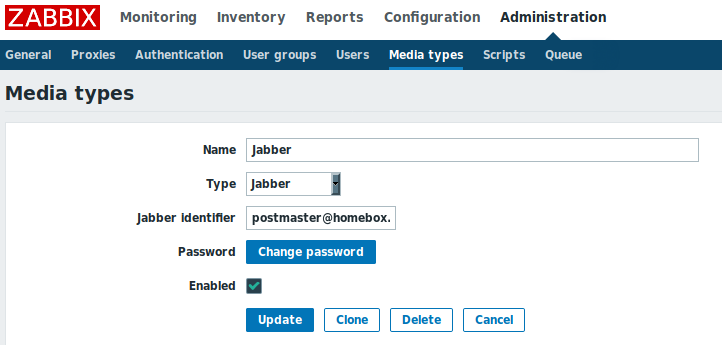 ZABBIX Monitoring Inventory Reports Configuration Administration
General Proxies Authentication User groups Users Media types Scripts Queue
Media types
Name Jabber
Type Jabber
Jabber identifier postmaster@homebox.
Password Change password
Enabled
Update Clone Delete Cancel